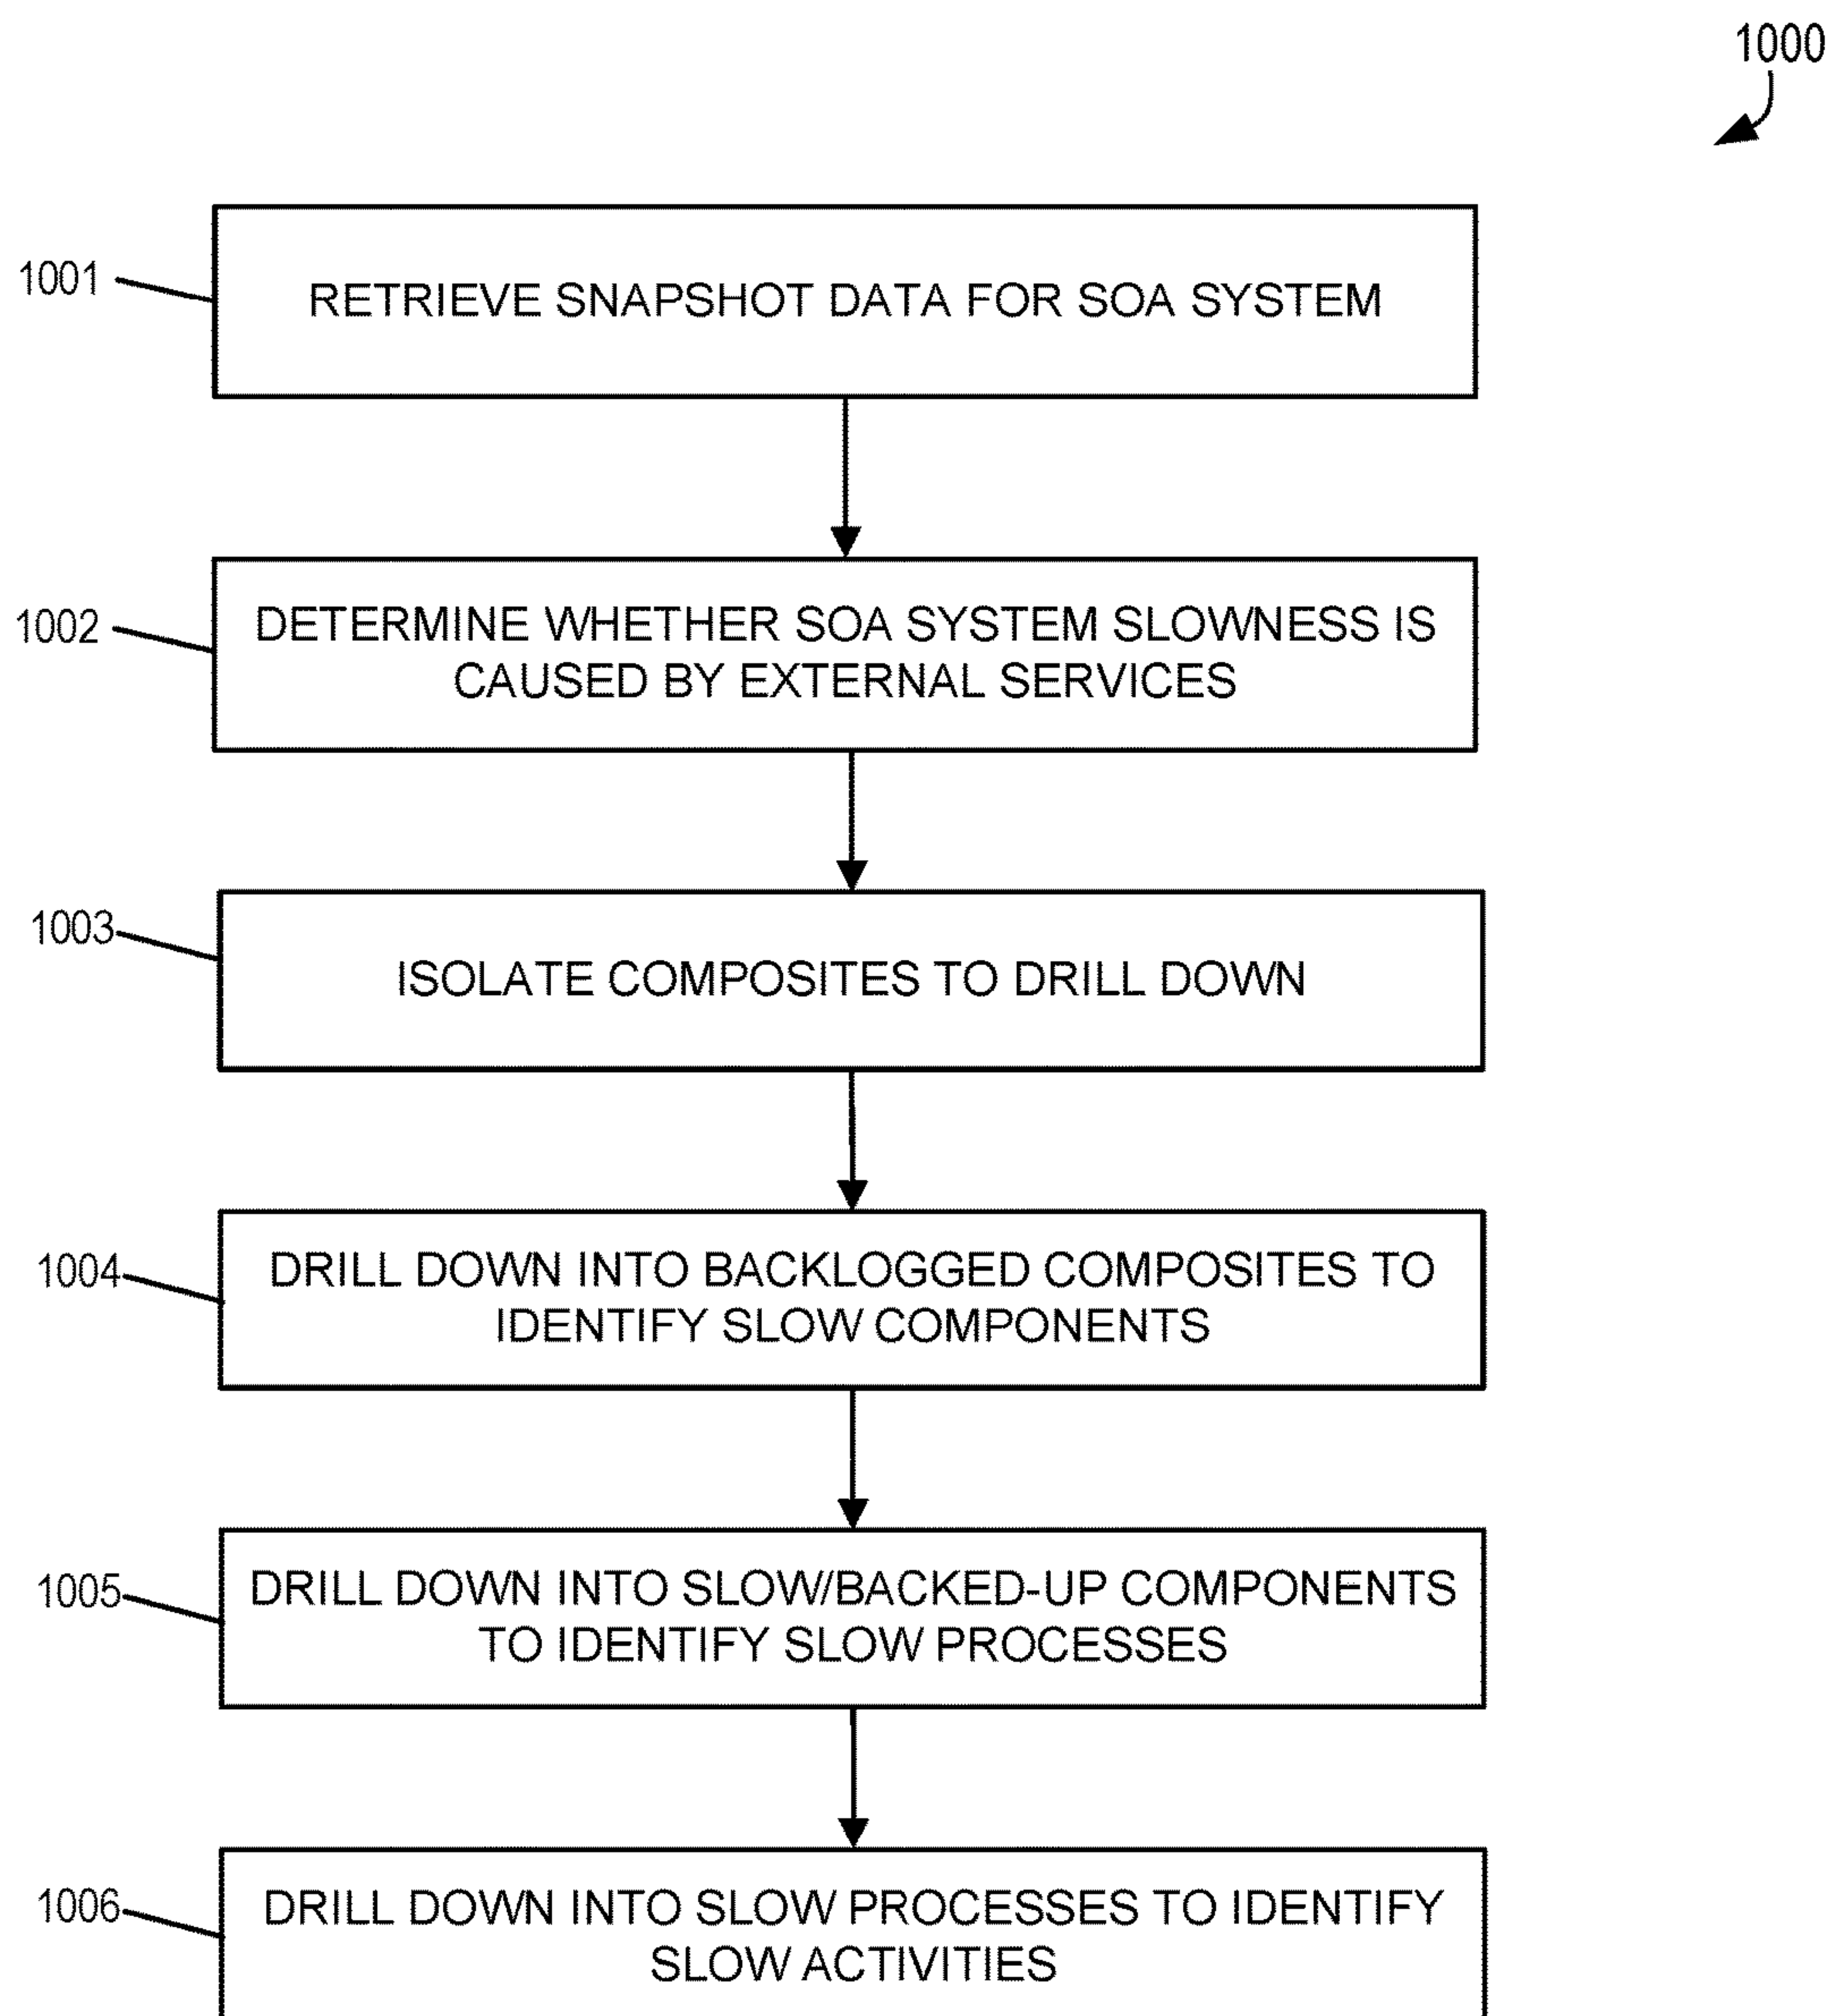 1000
1001
RETRIEVE SNAPSHOT DATA FOR SOA SYSTEM
1002
DETERMINE WHETHER SOA SYSTEM SLOWNESS IS
CAUSED BY EXTERNAL SERVICES
1003
ISOLATE COMPOSITES TO DRILL DOWN
1004
DRILL DOWN INTO BACKLOGGED COMPOSITES TO
IDENTIFY SLOW COMPONENTS
1005
DRILL DOWN INTO SLOW/BACKED-UP COMPONENTS
TO IDENTIFY SLOW PROCESSES
1006
DRILL DOWN INTO SLOW PROCESSES TO IDENTIFY
SLOW ACTIVITIES